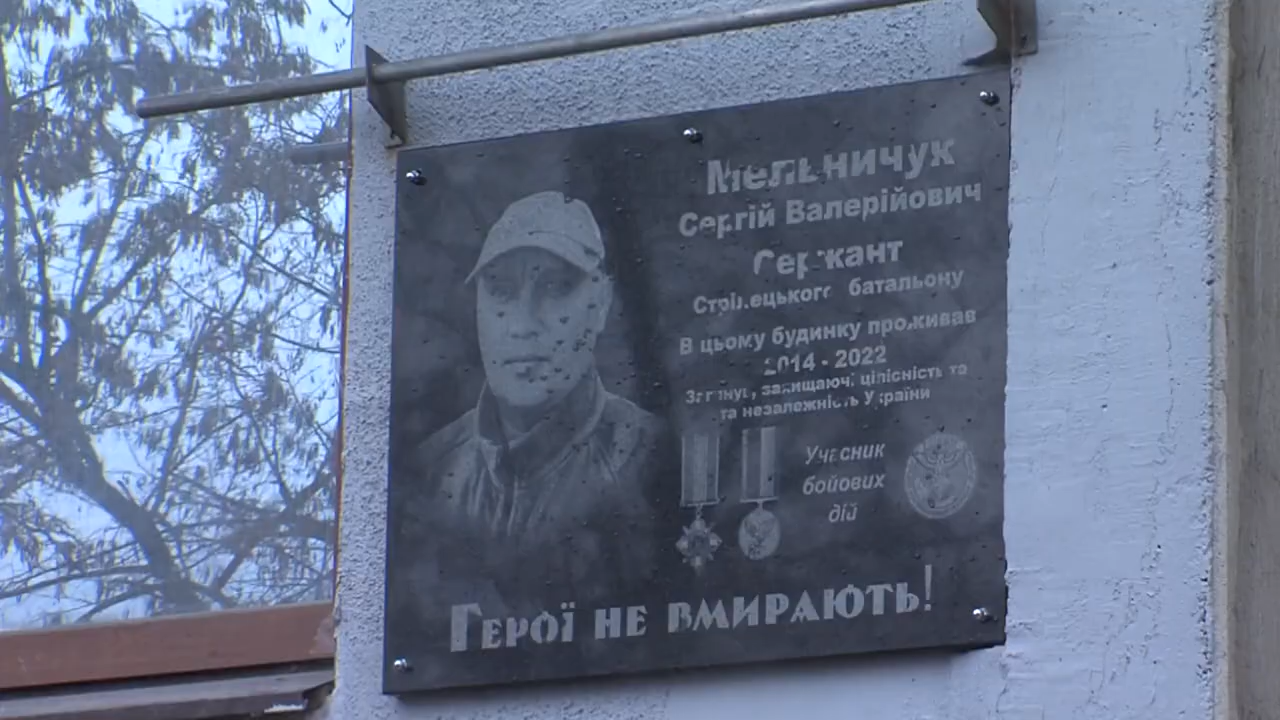 Мельничук
Сергій Валерійович
Сержант
Стрілецького батальону
В цьому будинку проживав
2014 - 2022
Загинув, захищаючи цілісність та
та незалежність України
Учасник
бойових
дій
Герої не вмирають!